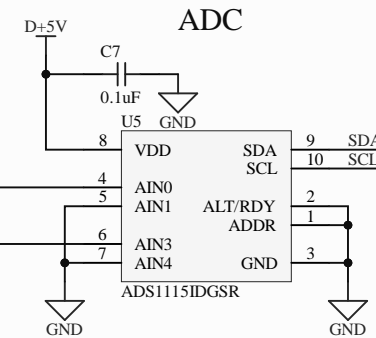 ADC
D+5V
C7
0.1uF
GND
U5
8 VDD SDA 9 SDA
SCL 10 SCL
4 AIN0
5 AIN1 ALT/RDY 2
ADDR 1
6 AIN3
7 AIN4 GND 3
ADS1115IDGSR
GND GND